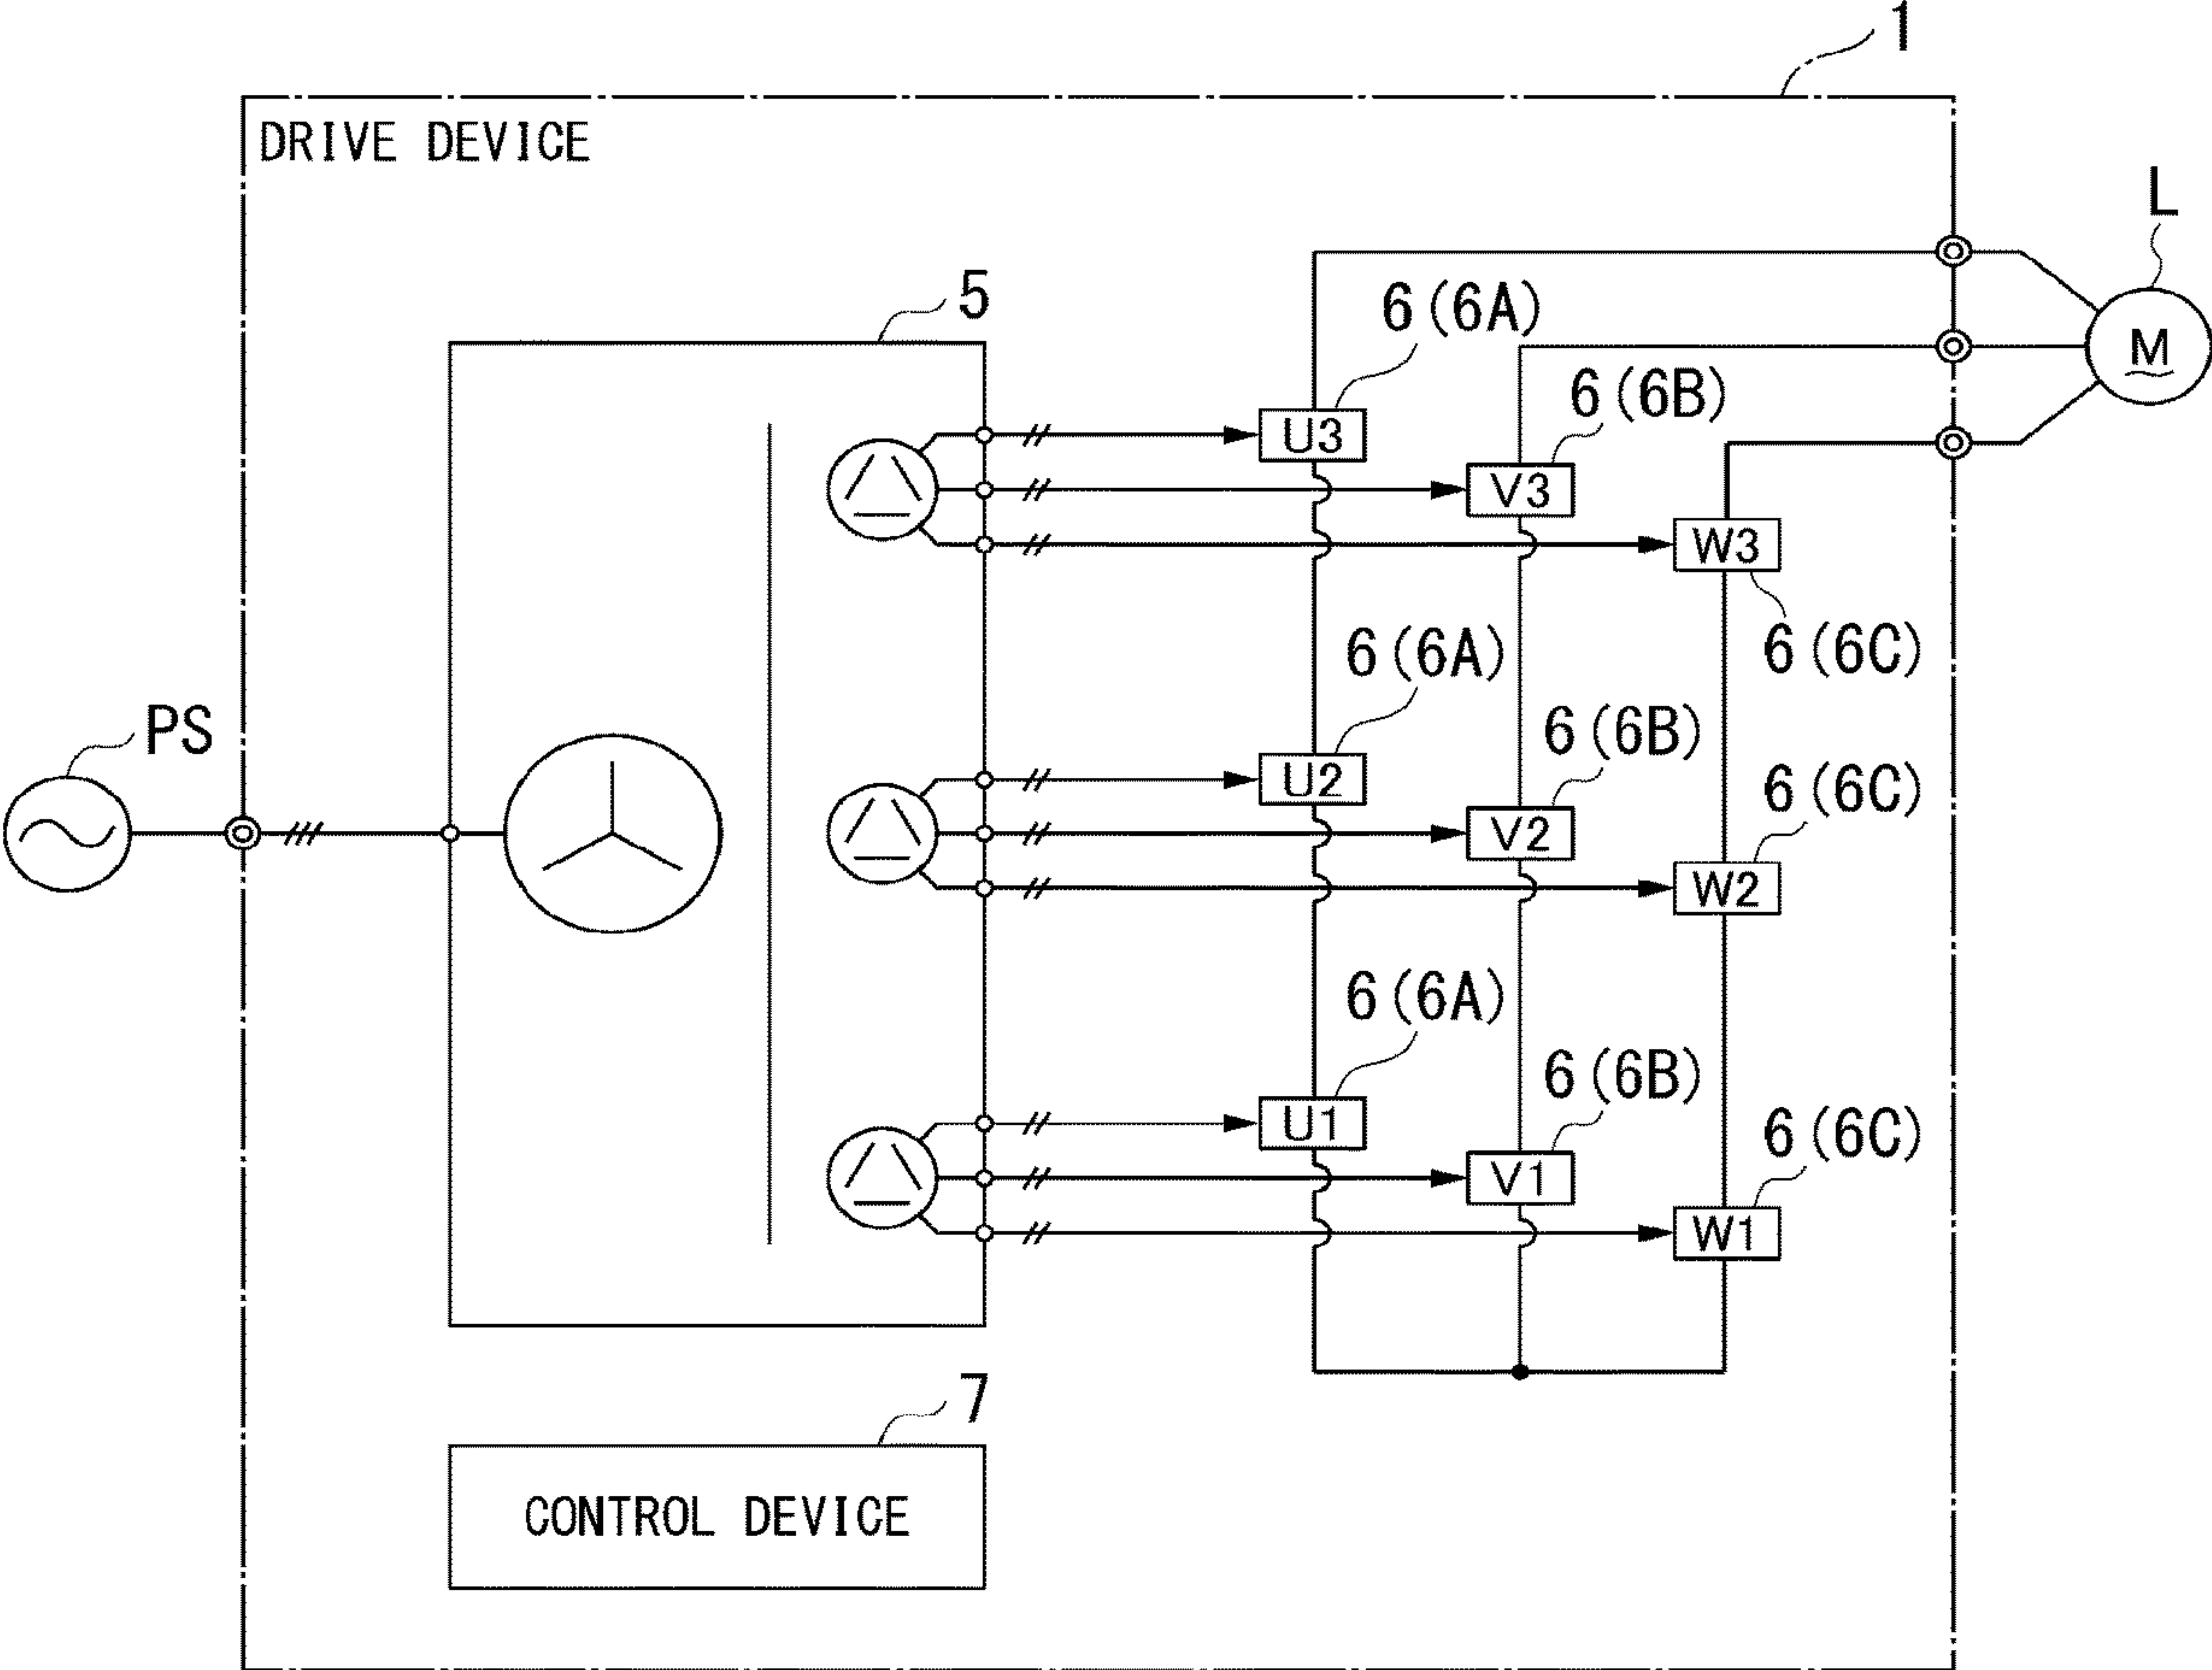 1
DRIVE DEVICE
L
5
6(6A)
M
6(6B)
U3
V3
W3
6(6A)
6(6C)
PS
6(6B)
U2
6(6C)
V2
W2
6(6A)
6(6B)
U1
6(6C)
V1
W1
7
CONTROL DEVICE